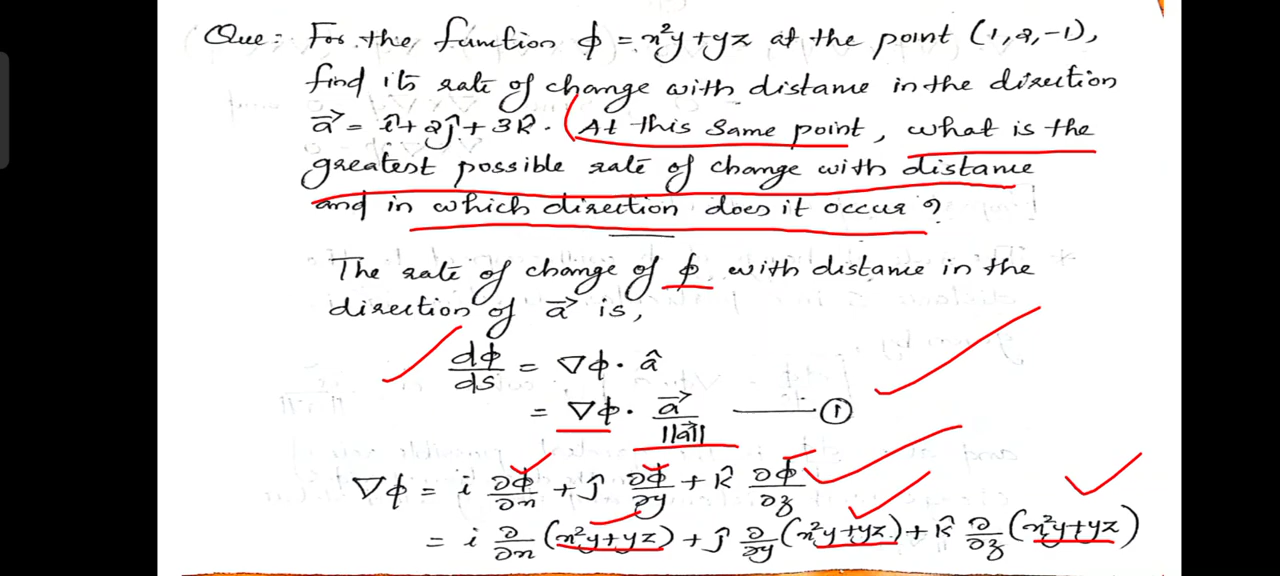 Que: For the function ϕ = x²y + yz at the point (1, 2, -1),
find its rate of change with distance in the direction
a⃗ = î + 2ĵ + 3k̂. (At this same point, what is the
greatest possible rate of change with distance
and in which direction does it occur ?
The rate of change of ϕ with distance in the
direction of a⃗ is,
dϕ/ds = ∇ϕ · â
= ∇ϕ · a⃗/||a⃗|| —— ①
∇ϕ = i ∂ϕ/∂x + ĵ ∂ϕ/∂y + k̂ ∂ϕ/∂z
= i ∂/∂x (x²y + yz) + ĵ ∂/∂y (x²y + yz) + k̂ ∂/∂z (x²y + yz)